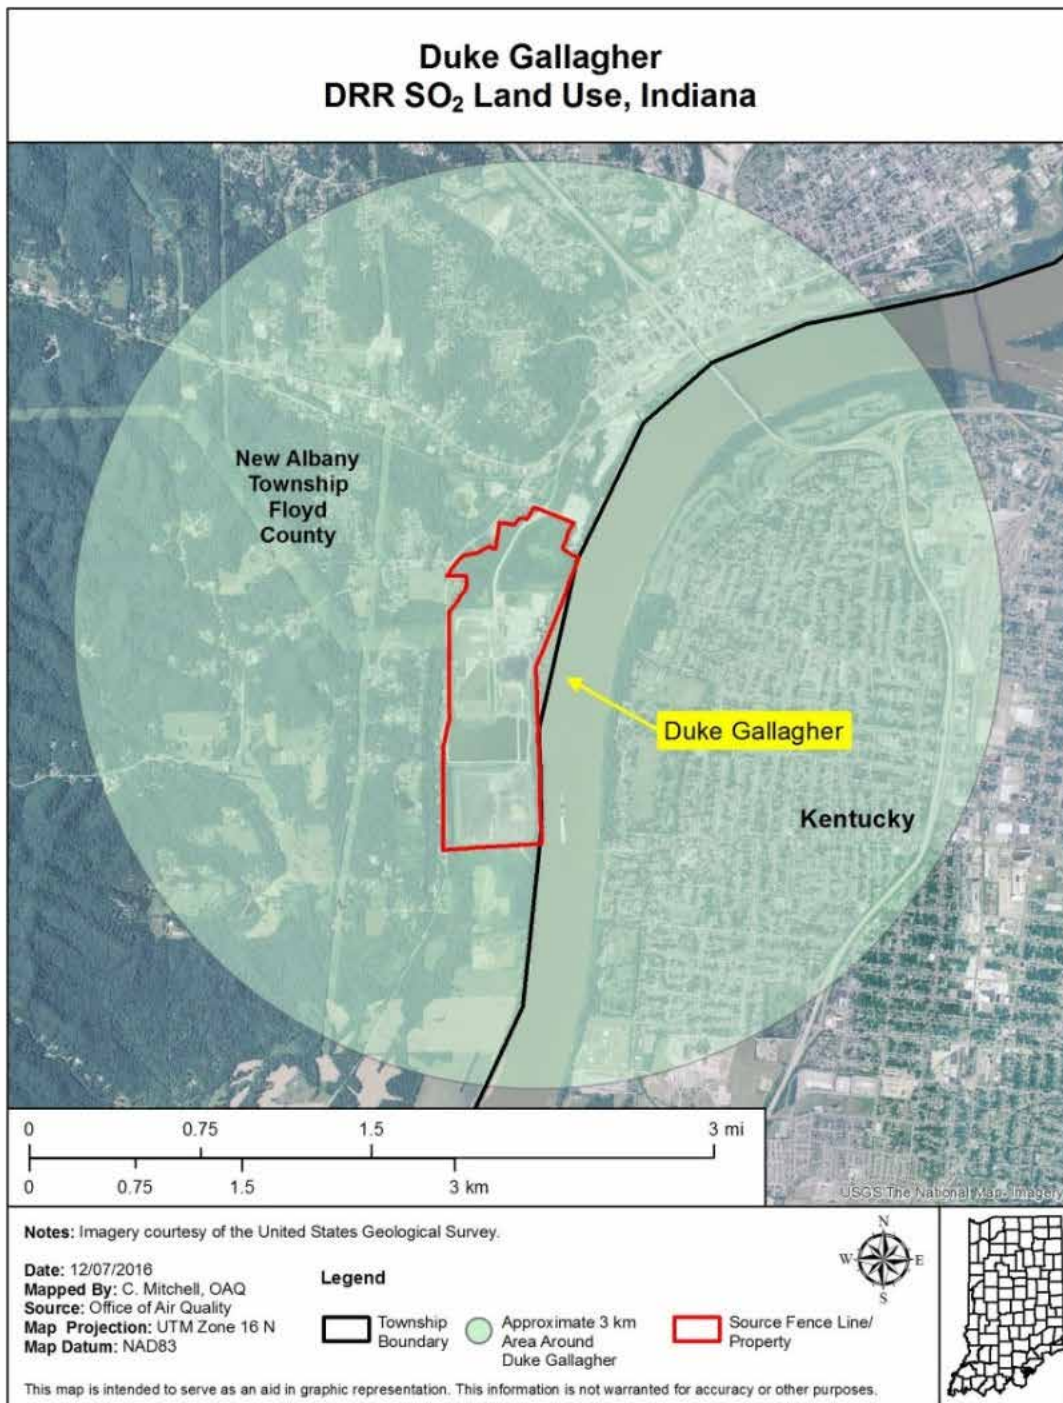 Duke Gallagher
DRR SO₂ Land Use, Indiana
New Albany
Township
Floyd
County
Duke Gallagher
Kentucky
0 0.75 1.5 3 mi
0 0.75 1.5 3 km
USGS The National Map: Imagery
Notes: Imagery courtesy of the United States Geological Survey.
Date: 12/07/2016
Mapped By: C. Mitchell, OAQ
Source: Office of Air Quality
Map Projection: UTM Zone 16 N
Map Datum: NAD83
Legend
Township
Boundary
Approximate 3 km
Area Around
Duke Gallagher
Source Fence Line/
Property
N
W E
S
This map is intended to serve as an aid in graphic representation. This information is not warranted for accuracy or other purposes.